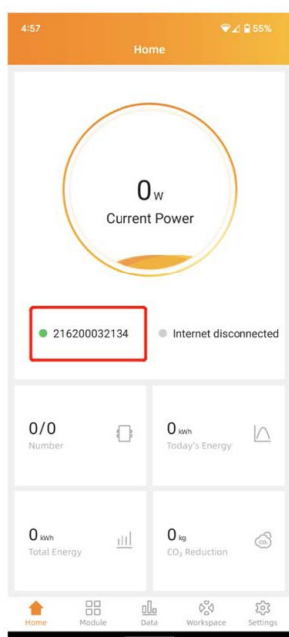 4:57 55%
Home
0 W
Current Power
216200032134 Internet disconnected
0/0 0 kWh
Number Today's Energy
0 kWh 0 kg
Total Energy CO₂ Reduction
Home Module Data Workspace Settings